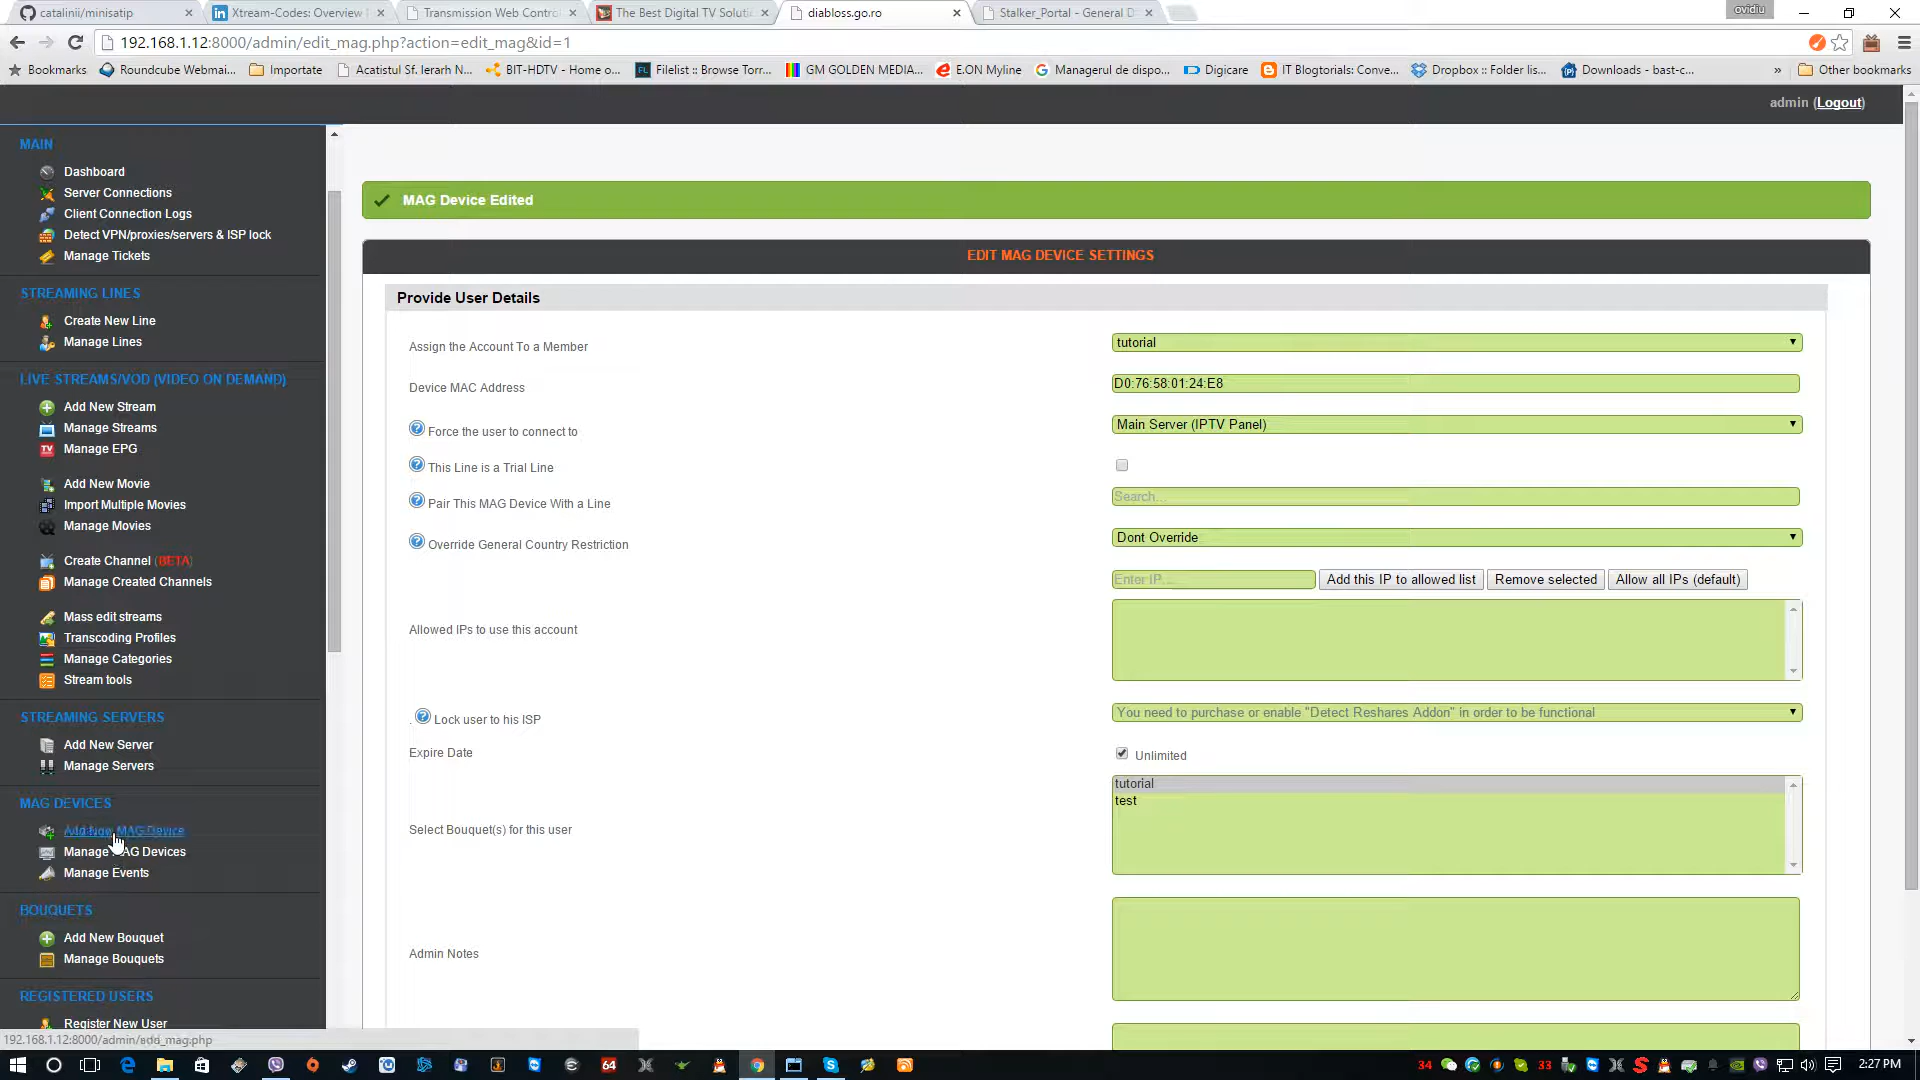 catalinii/minisatip
Xtream-Codes: Overview
Transmission Web Contro
The Best Digital TV Soluti
diabloss.go.ro
Stalker_Portal - General D
ovidiu
192.168.1.12:8000/admin/edit_mag.php?action=edit_mag&id=1
Bookmarks
Roundcube Webmai...
Importate
Acatistul Sf. Ierarh N...
BIT-HDTV - Home o...
Filelist :: Browse Torr...
GM GOLDEN MEDIA...
E.ON Myline
Managerul de dispo...
Digicare
IT Blogtorials: Conve...
Dropbox :: Folder lis...
Downloads - bast-c...
»
Other bookmarks
admin (Logout)
MAIN
Dashboard
Server Connections
Client Connection Logs
Detect VPN/proxies/servers & ISP lock
Manage Tickets
STREAMING LINES
Create New Line
Manage Lines
LIVE STREAMS/VOD (VIDEO ON DEMAND)
Add New Stream
Manage Streams
Manage EPG
Add New Movie
Import Multiple Movies
Manage Movies
Create Channel (BETA)
Manage Created Channels
Mass edit streams
Transcoding Profiles
Manage Categories
Stream tools
STREAMING SERVERS
Add New Server
Manage Servers
MAG DEVICES
Add New MAG Device
Manage MAG Devices
Manage Events
BOUQUETS
Add New Bouquet
Manage Bouquets
REGISTERED USERS
Register New User
MAG Device Edited
EDIT MAG DEVICE SETTINGS
Provide User Details
Assign the Account To a Member
tutorial
Device MAC Address
D0:76:58:01:24:E8
Force the user to connect to
Main Server (IPTV Panel)
This Line is a Trial Line
Pair This MAG Device With a Line
Search...
Override General Country Restriction
Dont Override
Enter IP...
Add this IP to allowed list
Remove selected
Allow all IPs (default)
Allowed IPs to use this account
. Lock user to his ISP
You need to purchase or enable "Detect Reshares Addon" in order to be functional
Expire Date
Unlimited
tutorial
test
Select Bouquet(s) for this user
Admin Notes
192.168.1.12:8000/admin/add_mag.php
64
34
33
2:27 PM